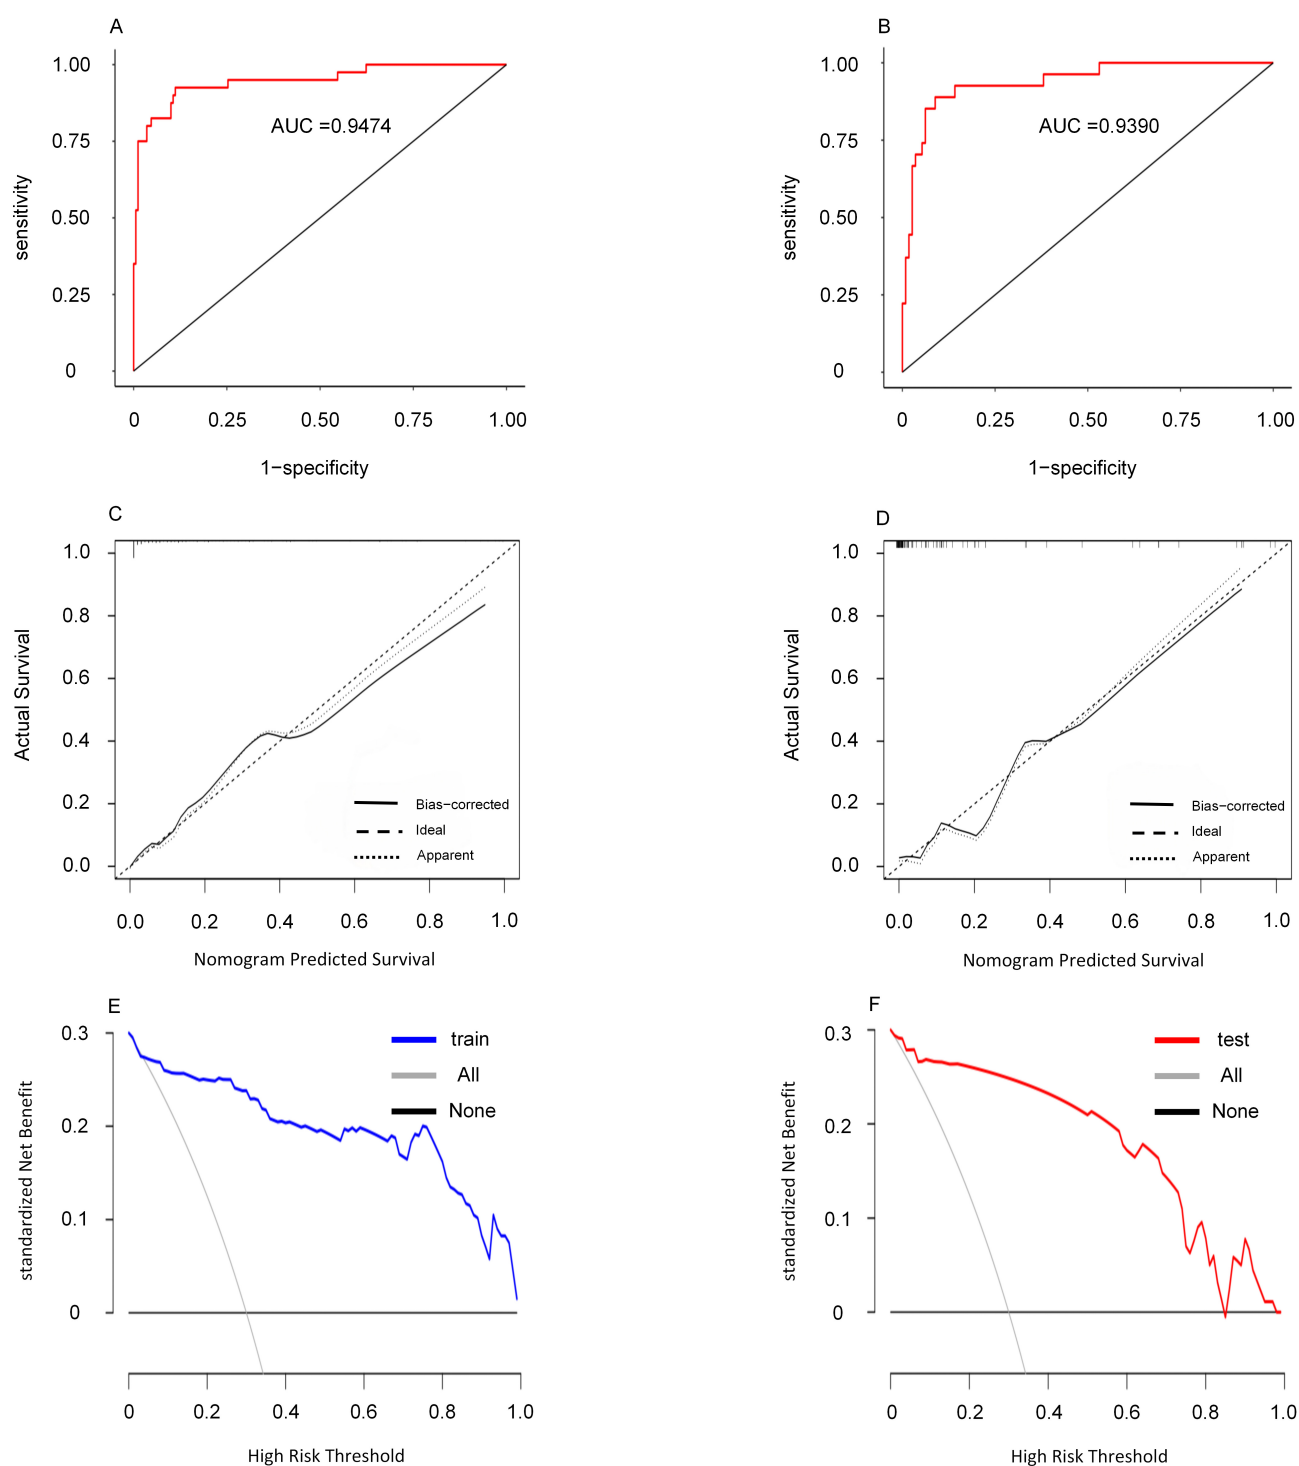 A
1.00
0.75
0.50
0.25
0
sensitivity
AUC =0.9474
0 0.25 0.50 0.75 1.00
1−specificity
B
1.00
0.75
0.50
0.25
0
sensitivity
AUC =0.9390
0 0.25 0.50 0.75 1.00
1−specificity
C
1.0
0.8
0.6
0.4
0.2
0.0
Actual Survival
Bias−corrected
Ideal
Apparent
0.0 0.2 0.4 0.6 0.8 1.0
Nomogram Predicted Survival
D
1.0
0.8
0.6
0.4
0.2
0.0
Actual Survival
Bias−corrected
Ideal
Apparent
0.0 0.2 0.4 0.6 0.8 1.0
Nomogram Predicted Survival
E
0.3
0.2
0.1
0
standardized Net Benefit
train
All
None
0 0.2 0.4 0.6 0.8 1.0
High Risk Threshold
F
0.3
0.2
0.1
0
standardized Net Benefit
test
All
None
0 0.2 0.4 0.6 0.8 1.0
High Risk Threshold